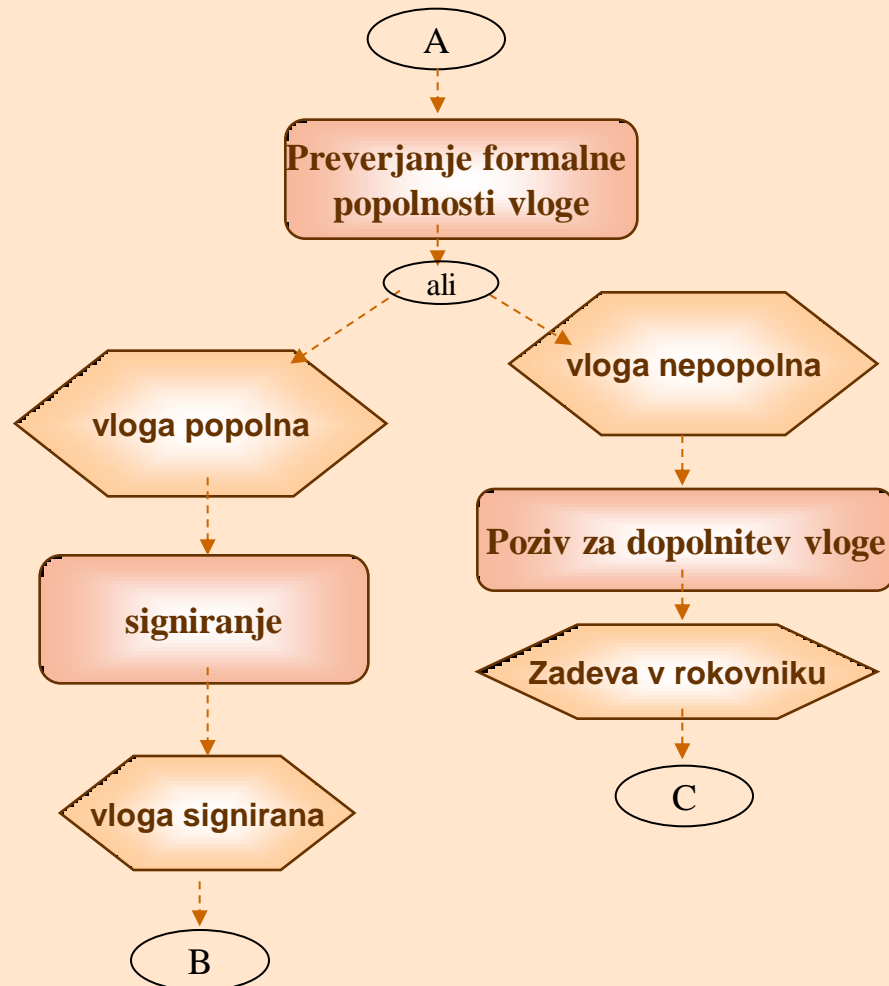 A
Preverjanje formalne
popolnosti vloge
ali
vloga popolna
signiranje
vloga signirana
B
vloga nepopolna
Poziv za dopolnitev vloge
Zadeva v rokovniku
C